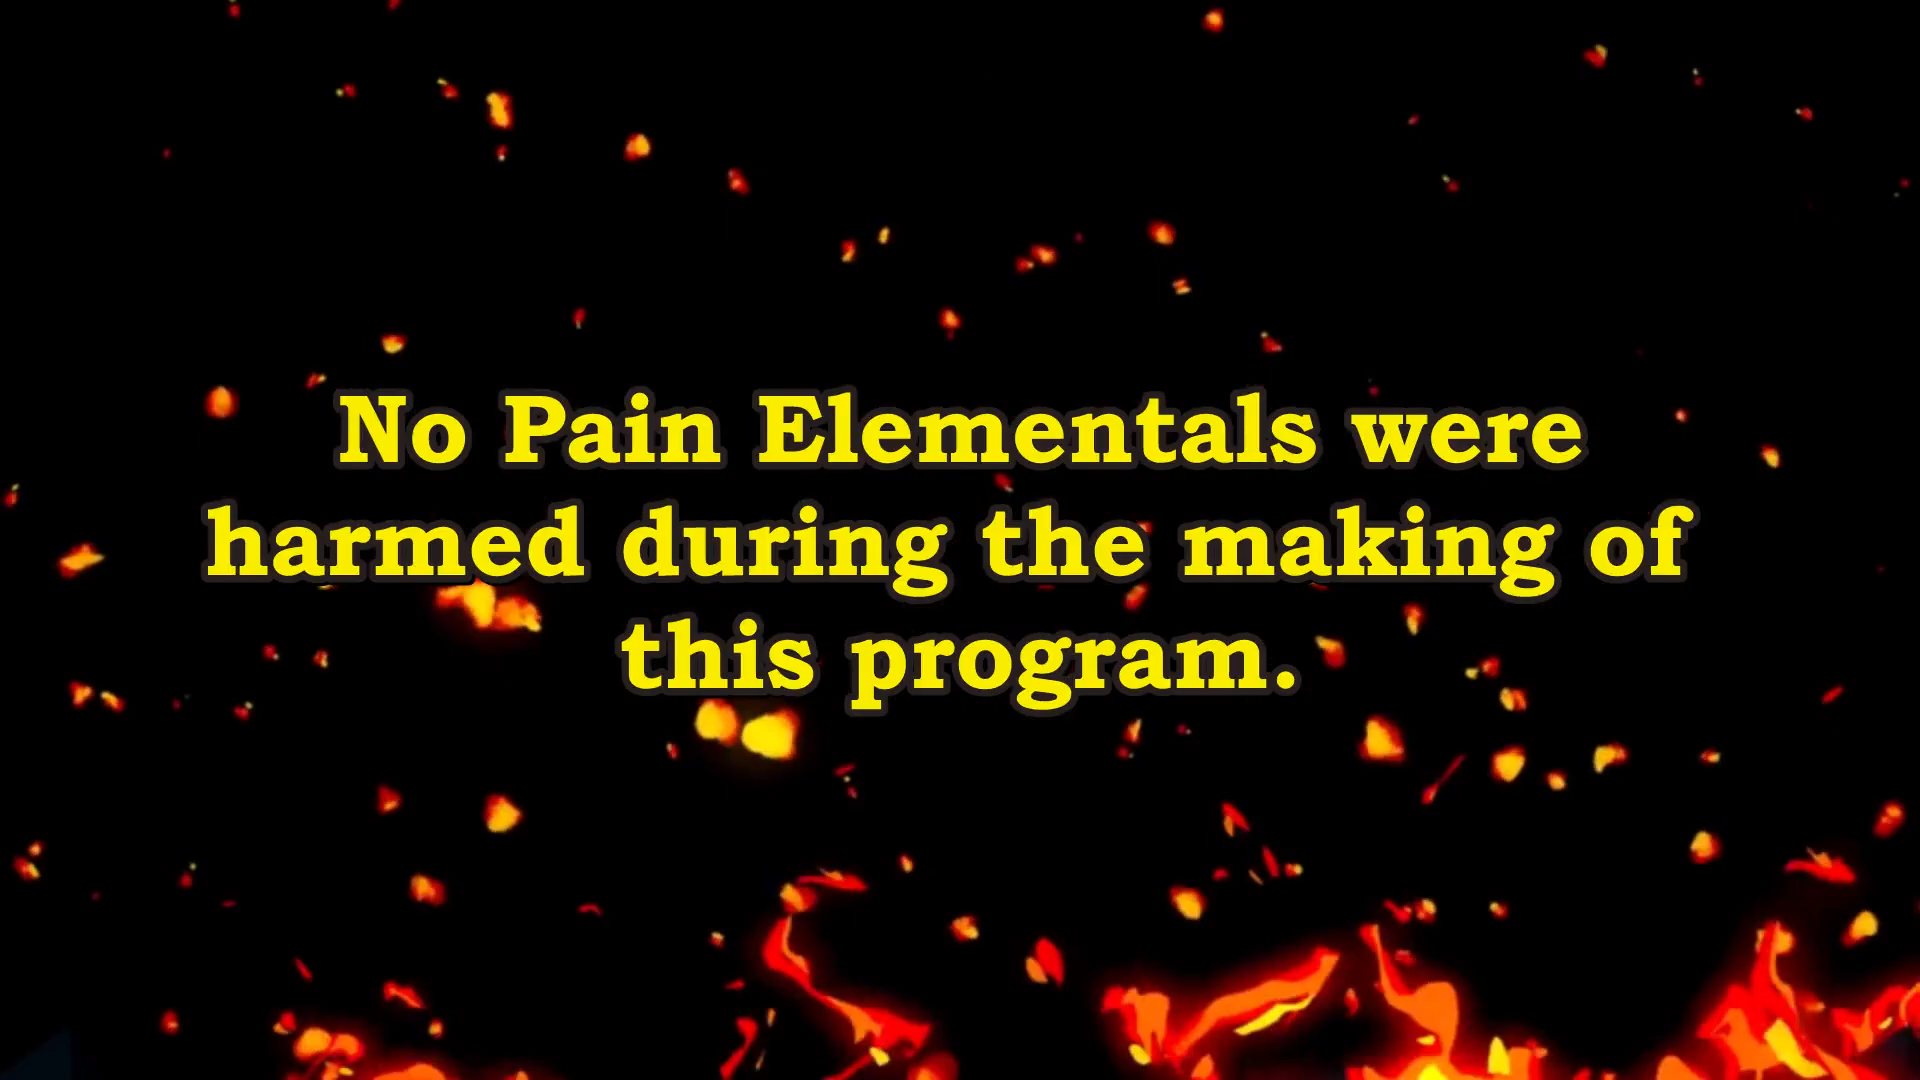 No Pain Elementals were
harmed during the making of
this program.